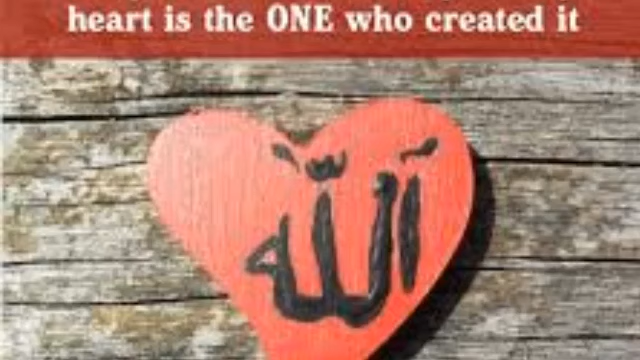 heart is the ONE who created it
الله